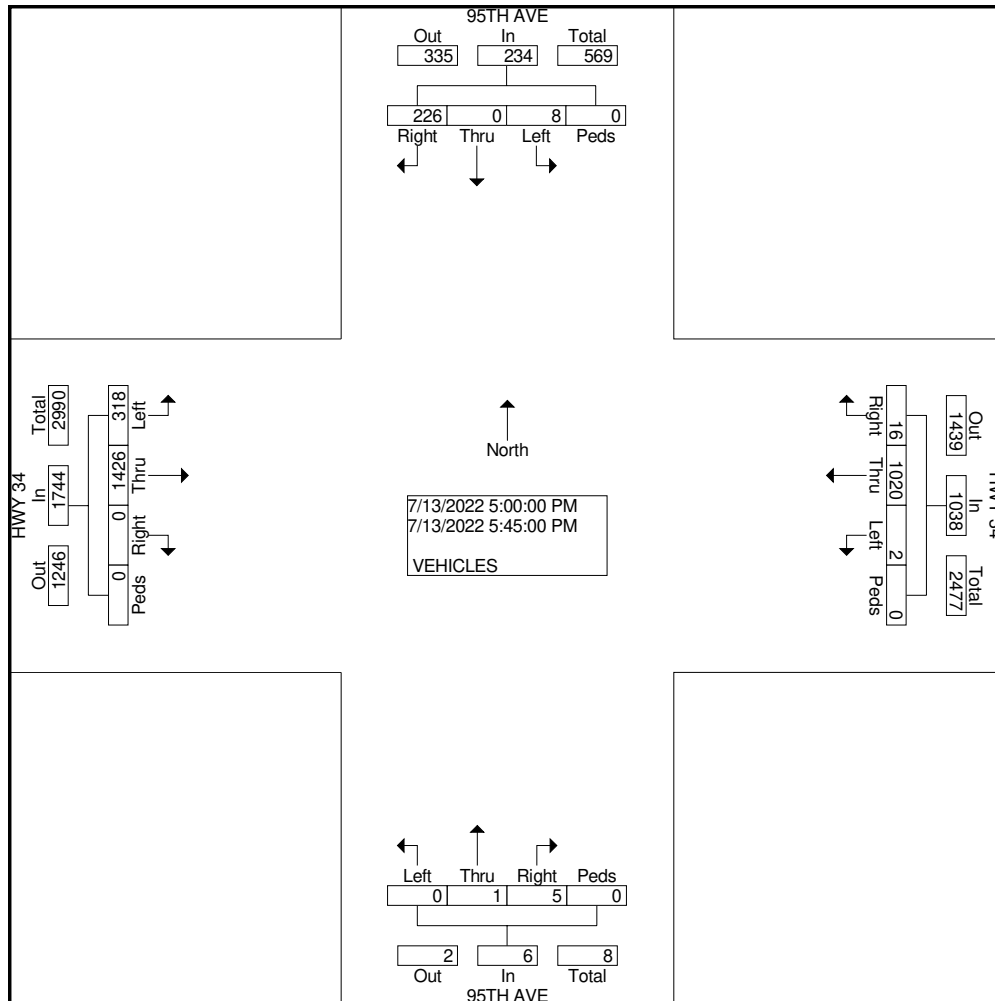 95TH AVE
Out In Total
335 234 569
226 0 8 0
Right Thru Left Peds
HWY 34
Total In Out
2990 1744 1246
318 1426 0 0
Left Thru Right Peds
North
7/13/2022 5:00:00 PM
7/13/2022 5:45:00 PM
VEHICLES
Right Thru Left Peds
16 1020 2 0
Out In Total
1439 1038 2477
HWY 34
Left Thru Right Peds
0 1 5 0
2 6 8
Out In Total
95TH AVE